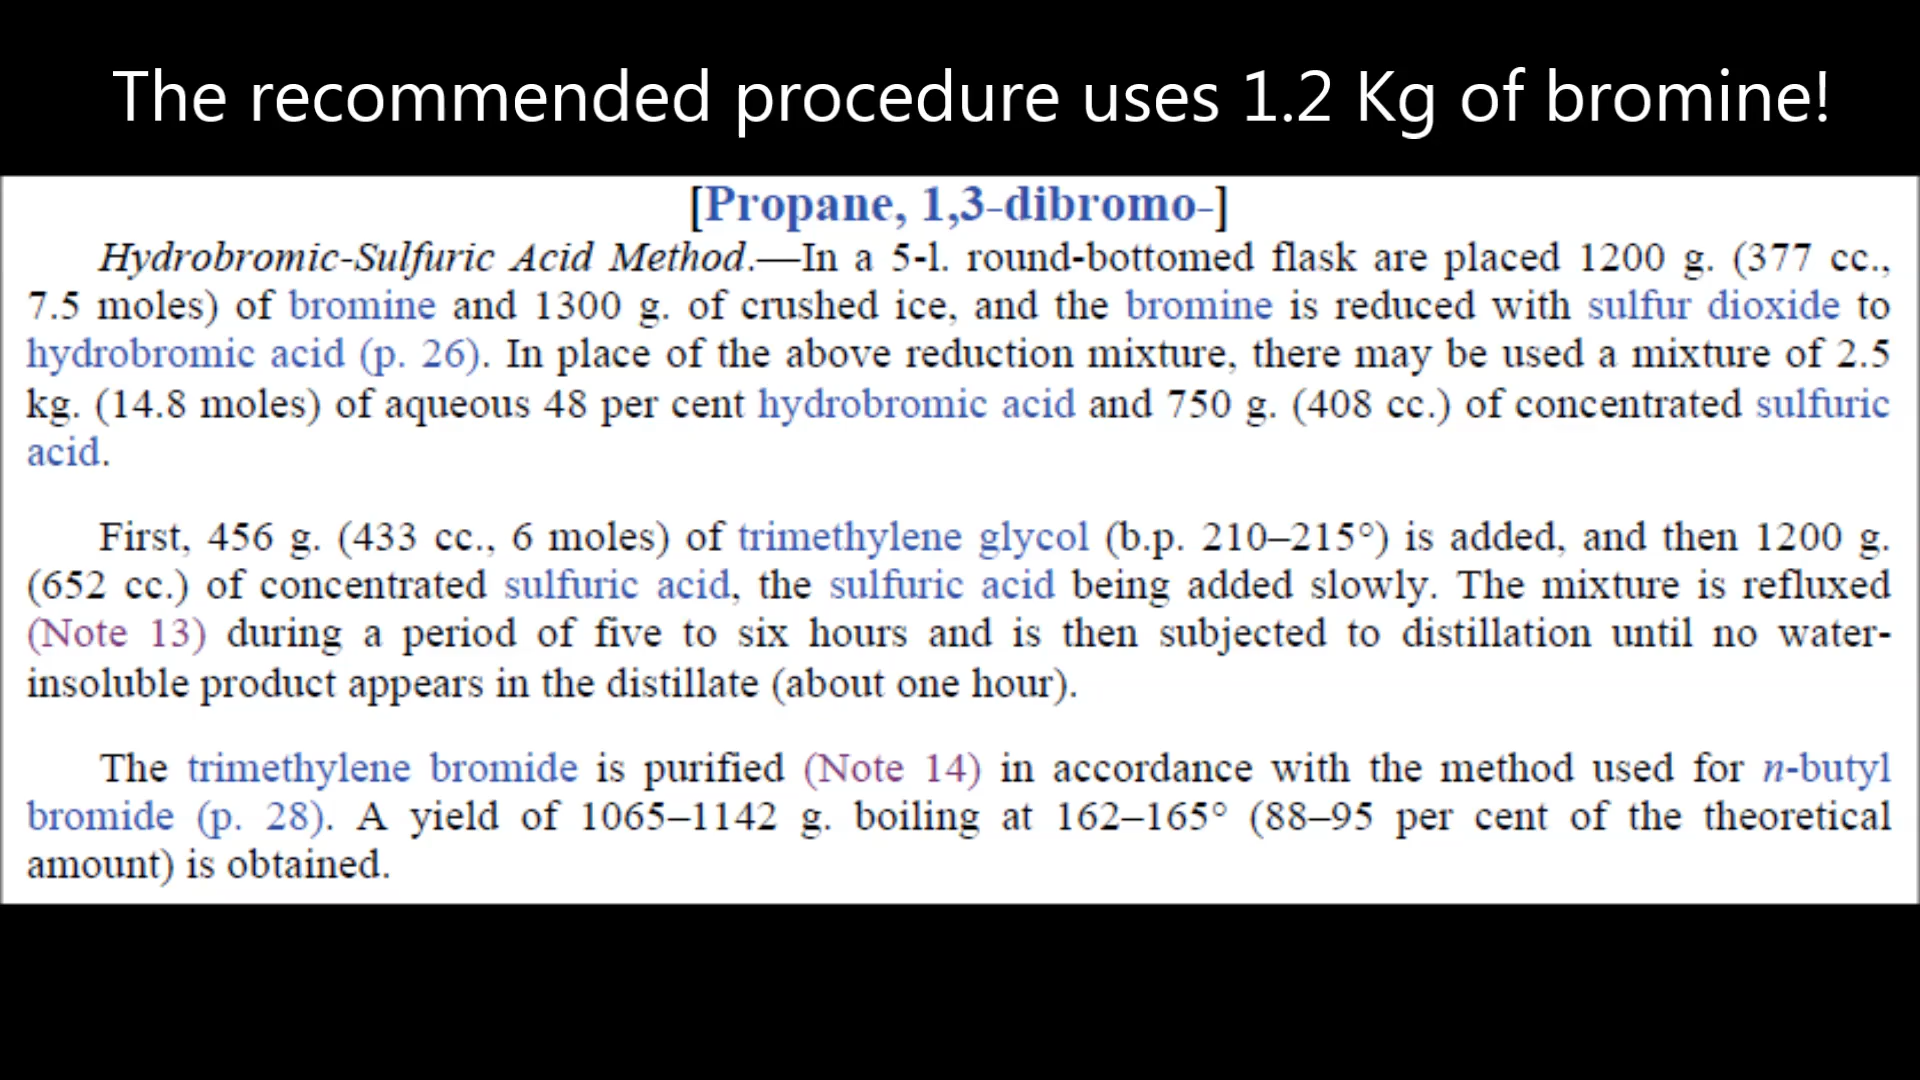 The recommended procedure uses 1.2 Kg of bromine!
[Propane, 1,3-dibromo-]
Hydrobromic-Sulfuric Acid Method.—In a 5-l. round-bottomed flask are placed 1200 g. (377 cc.,
7.5 moles) of bromine and 1300 g. of crushed ice, and the bromine is reduced with sulfur dioxide to
hydrobromic acid (p. 26). In place of the above reduction mixture, there may be used a mixture of 2.5
kg. (14.8 moles) of aqueous 48 per cent hydrobromic acid and 750 g. (408 cc.) of concentrated sulfuric
acid.
First, 456 g. (433 cc., 6 moles) of trimethylene glycol (b.p. 210–215°) is added, and then 1200 g.
(652 cc.) of concentrated sulfuric acid, the sulfuric acid being added slowly. The mixture is refluxed
(Note 13) during a period of five to six hours and is then subjected to distillation until no water-
insoluble product appears in the distillate (about one hour).
The trimethylene bromide is purified (Note 14) in accordance with the method used for n-butyl
bromide (p. 28). A yield of 1065–1142 g. boiling at 162–165° (88–95 per cent of the theoretical
amount) is obtained.